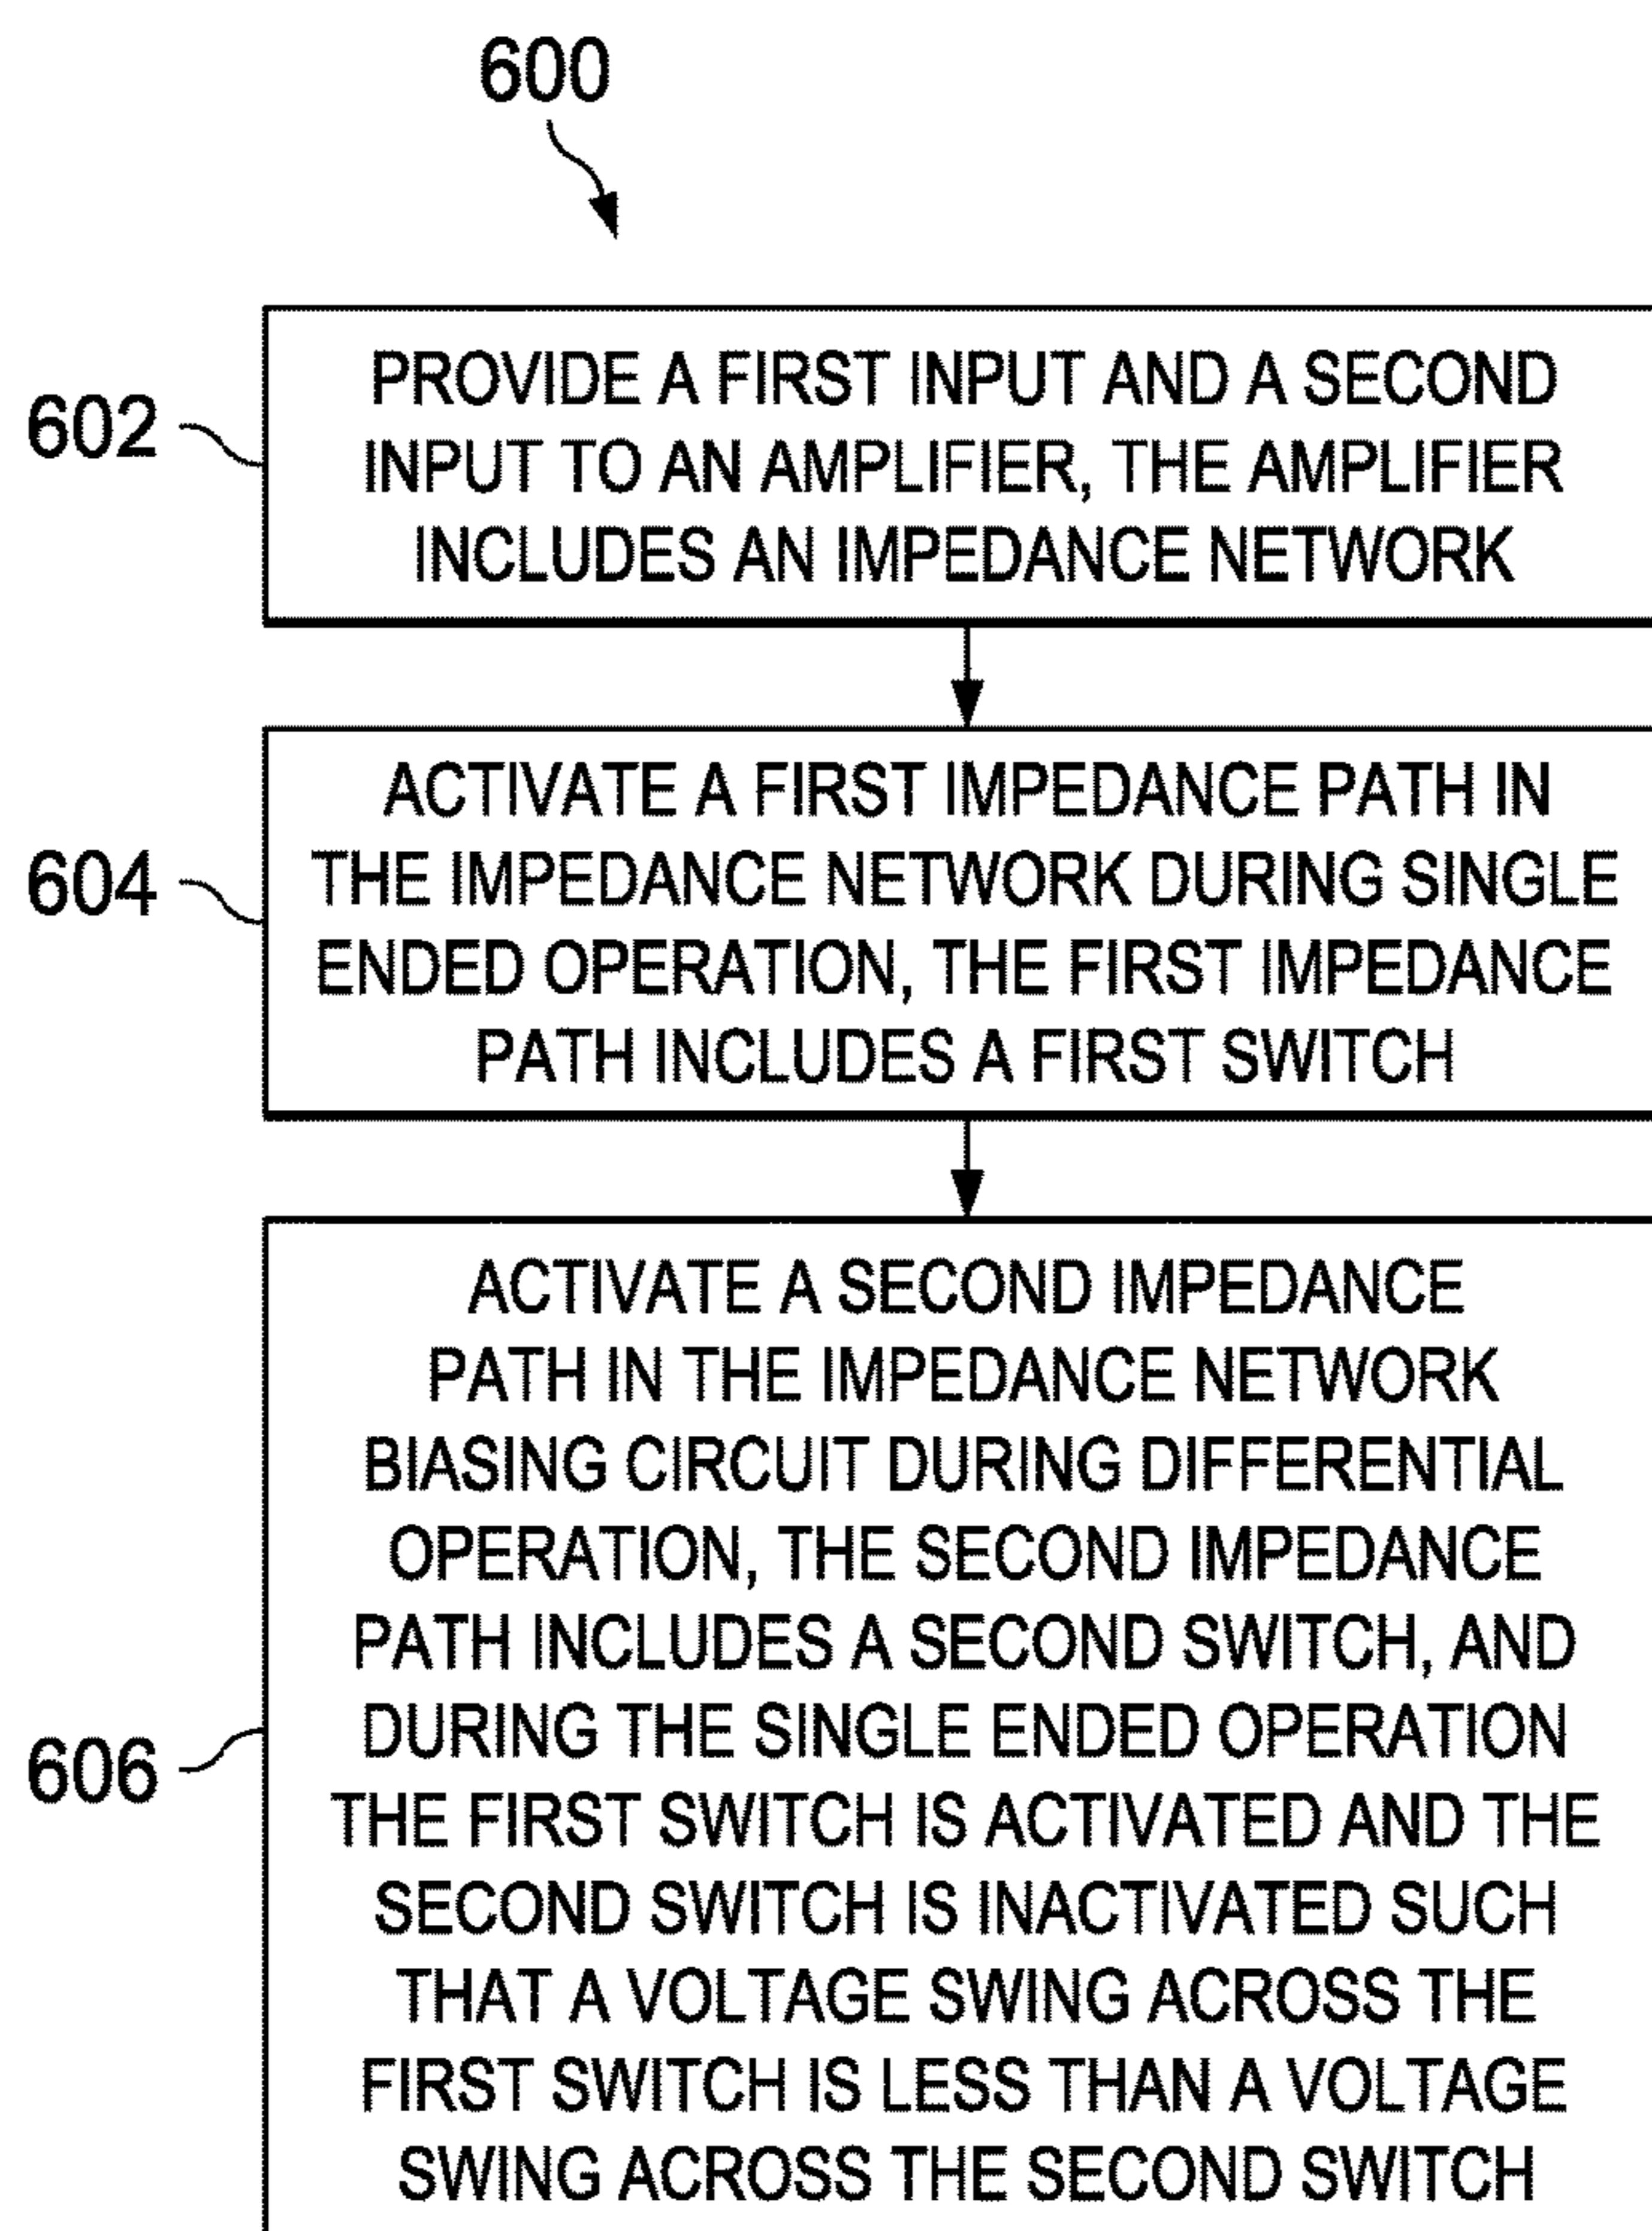 600
602
PROVIDE A FIRST INPUT AND A SECOND
INPUT TO AN AMPLIFIER, THE AMPLIFIER
INCLUDES AN IMPEDANCE NETWORK
604
ACTIVATE A FIRST IMPEDANCE PATH IN
THE IMPEDANCE NETWORK DURING SINGLE
ENDED OPERATION, THE FIRST IMPEDANCE
PATH INCLUDES A FIRST SWITCH
606
ACTIVATE A SECOND IMPEDANCE
PATH IN THE IMPEDANCE NETWORK
BIASING CIRCUIT DURING DIFFERENTIAL
OPERATION, THE SECOND IMPEDANCE
PATH INCLUDES A SECOND SWITCH, AND
DURING THE SINGLE ENDED OPERATION
THE FIRST SWITCH IS ACTIVATED AND THE
SECOND SWITCH IS INACTIVATED SUCH
THAT A VOLTAGE SWING ACROSS THE
FIRST SWITCH IS LESS THAN A VOLTAGE
SWING ACROSS THE SECOND SWITCH